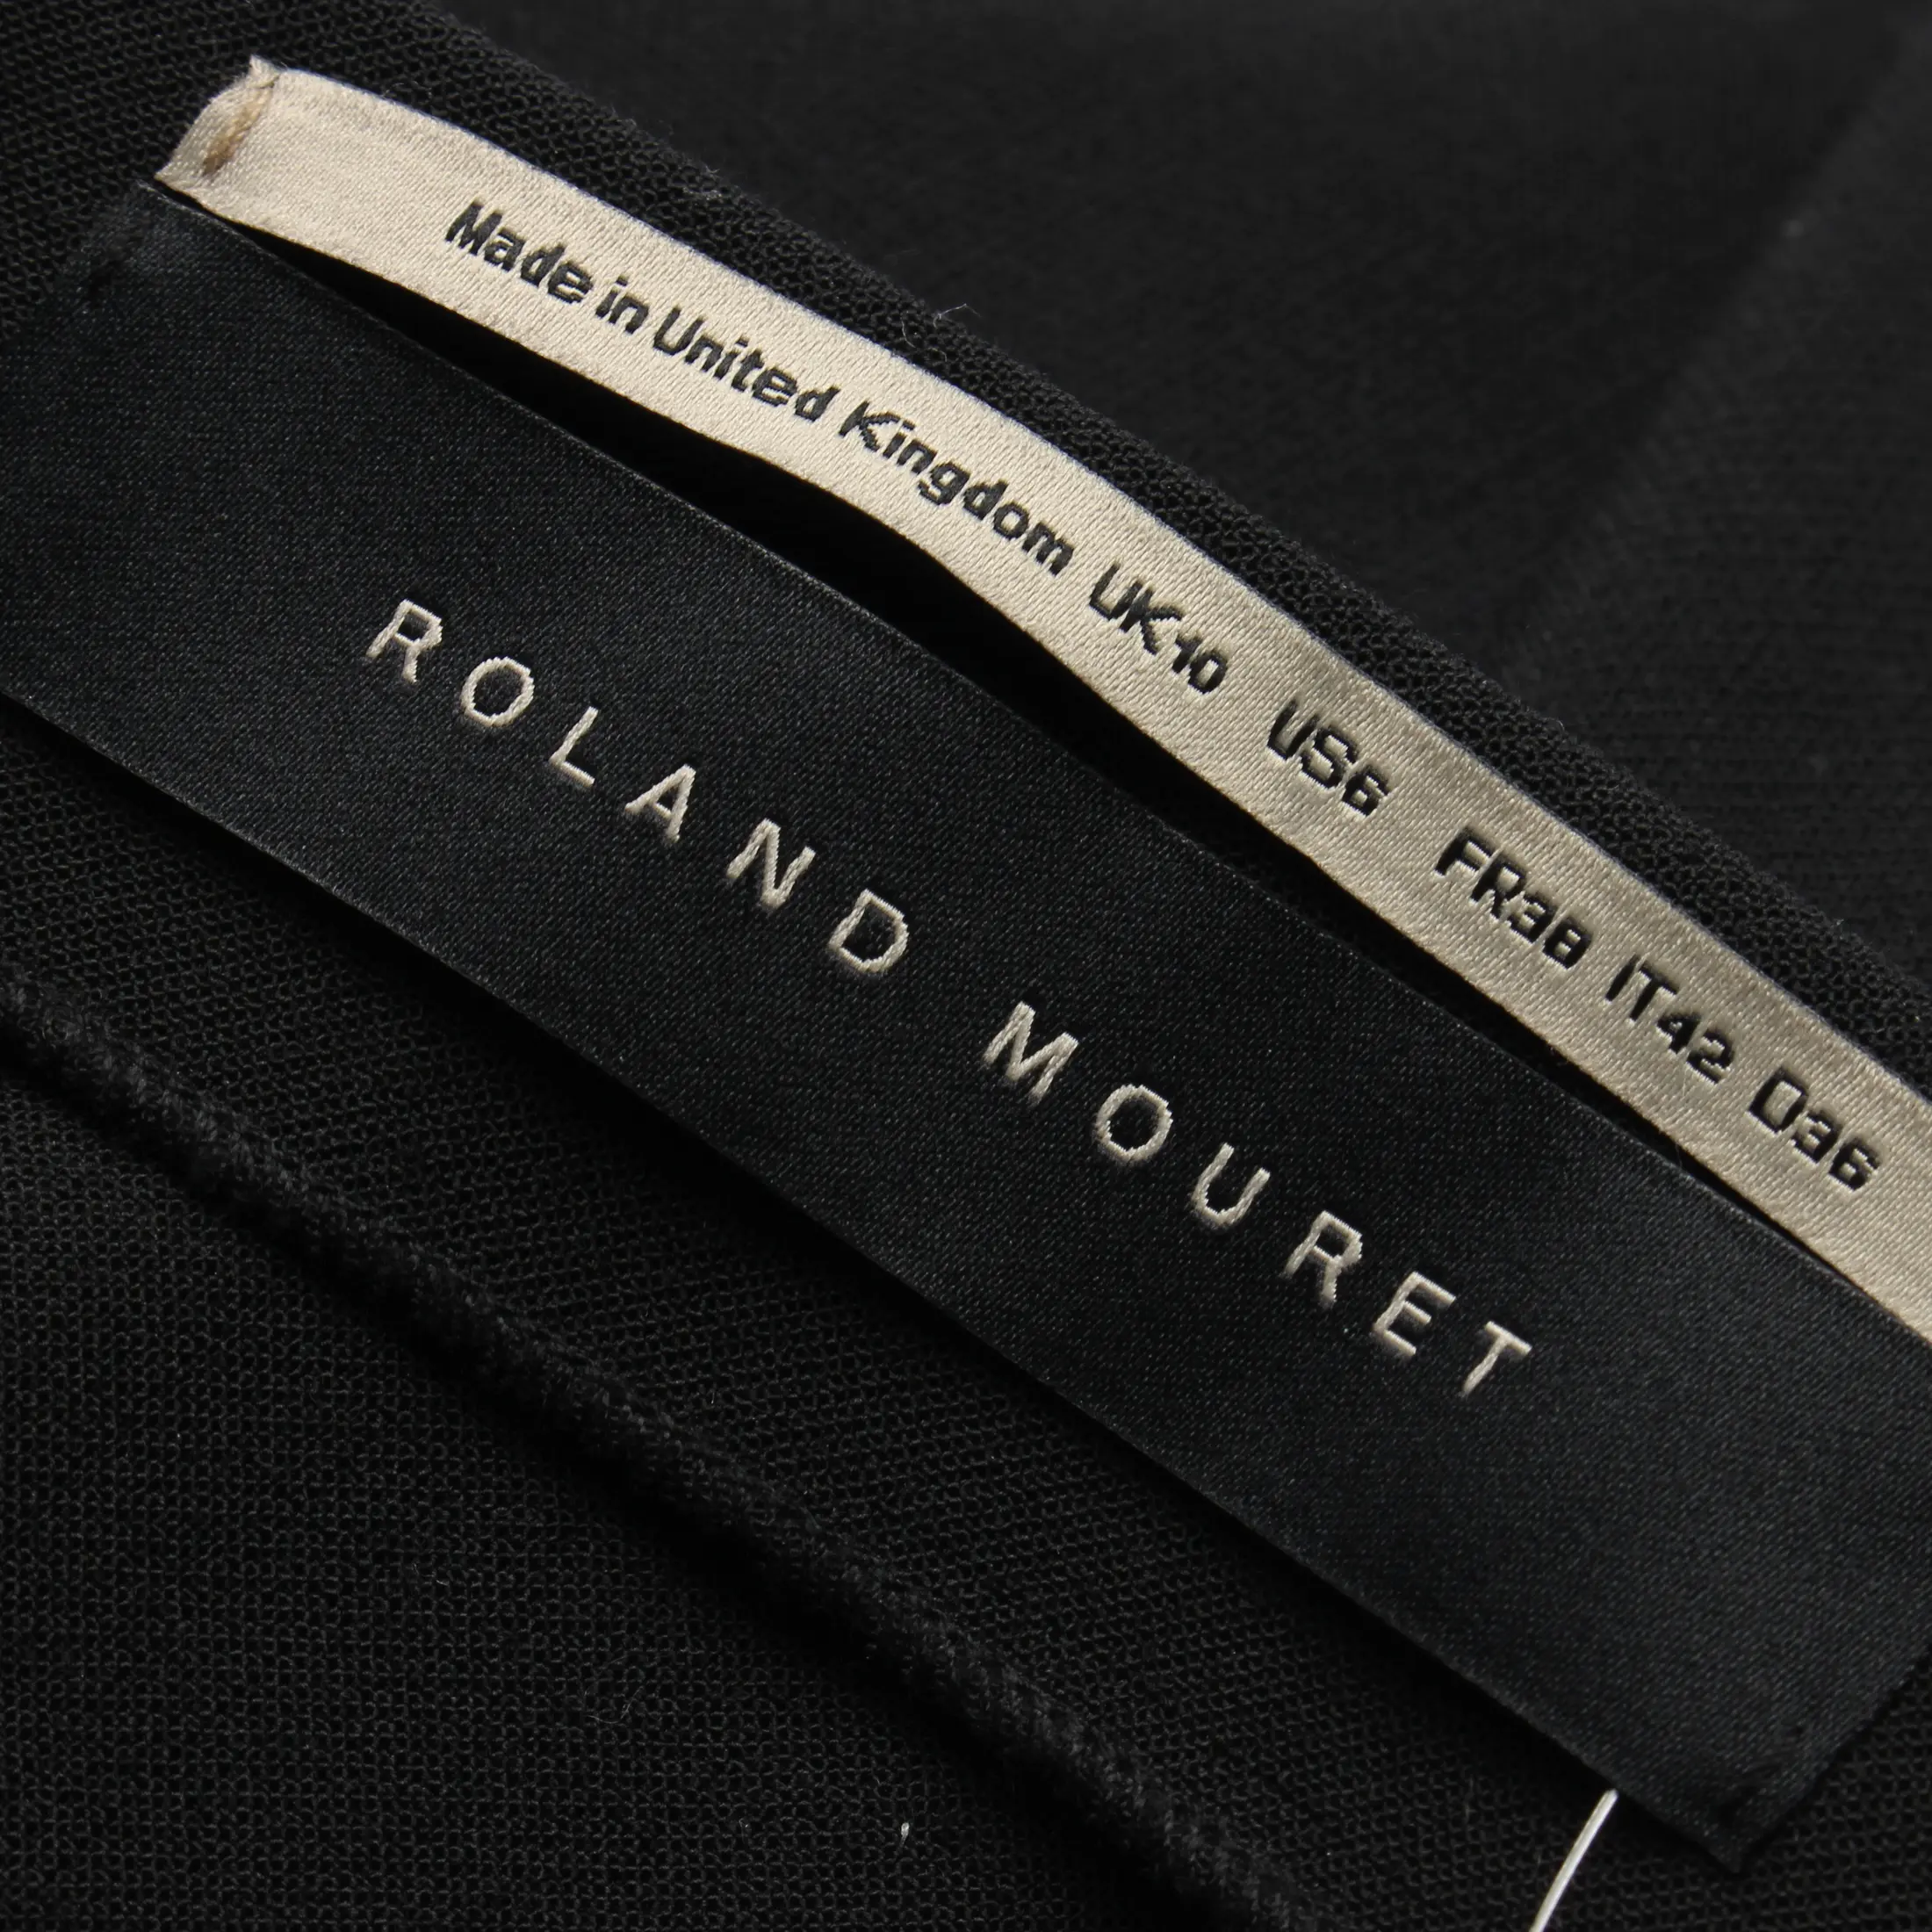 Made in United Kingdom UK10 US6 FR38 IT42 D36
ROLAND MOURET